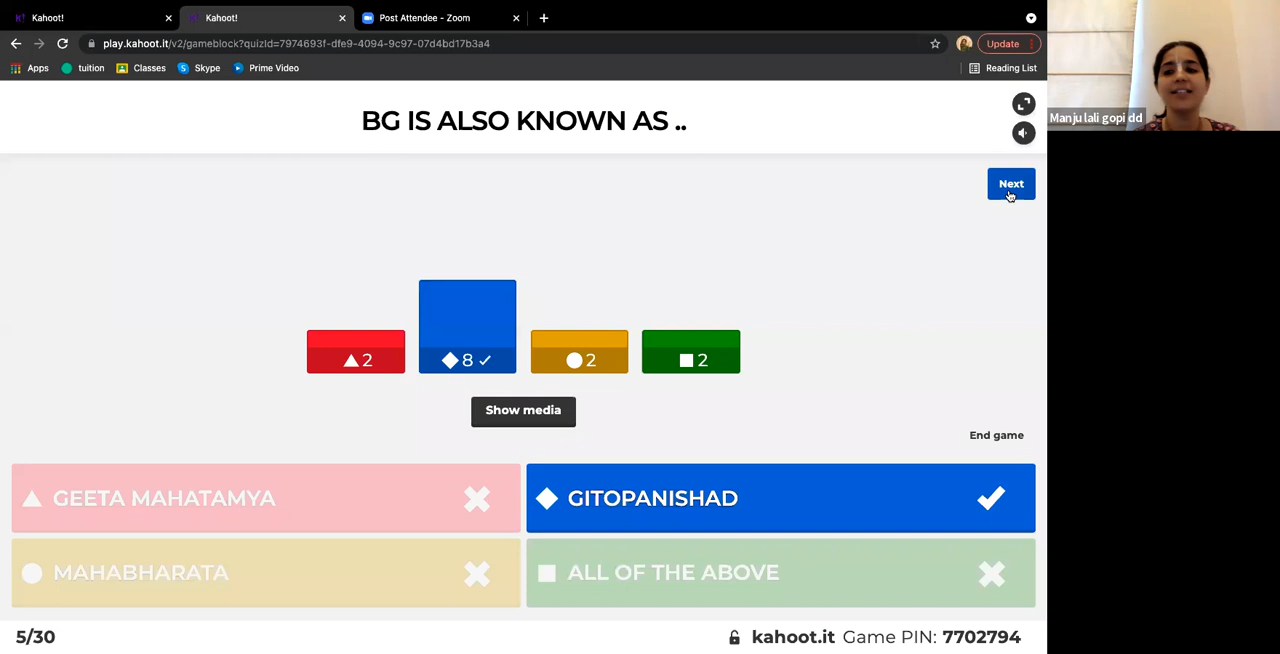 Kahoot!
Kahoot!
Post Attendee - Zoom
play.kahoot.it/v2/gameblock?quizId=7974693f-dfe9-4094-9c97-07d4bd17b3a4
Update
Apps
tuition
Classes
Skype
Prime Video
Reading List
BG IS ALSO KNOWN AS ..
Manju lali gopi dd
Next
2
8
2
2
Show media
End game
GEETA MAHATAMYA
GITOPANISHAD
MAHABHARATA
ALL OF THE ABOVE
5/30
kahoot.it Game PIN: 7702794